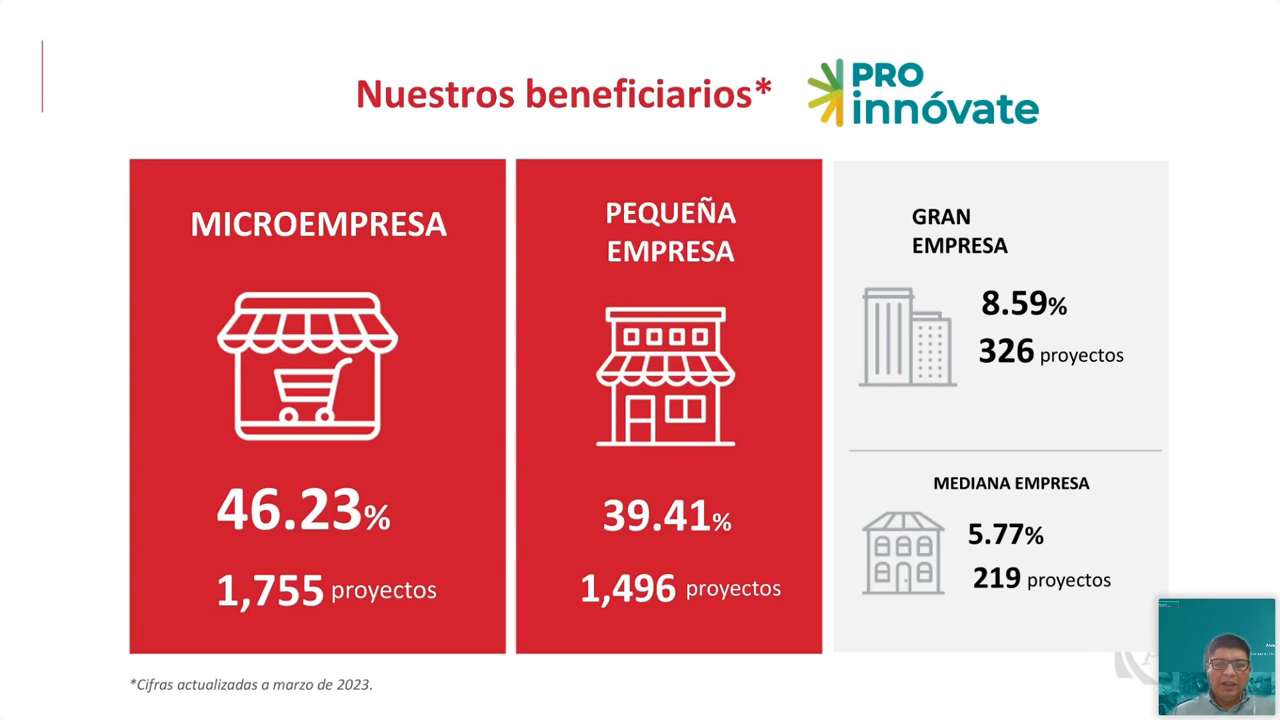 Nuestros beneficiarios*
PRO
innóvate
MICROEMPRESA
46.23%
1,755 proyectos
PEQUEÑA
EMPRESA
39.41%
1,496 proyectos
GRAN
EMPRESA
8.59%
326 proyectos
MEDIANA EMPRESA
5.77%
219 proyectos
*Cifras actualizadas a marzo de 2023.